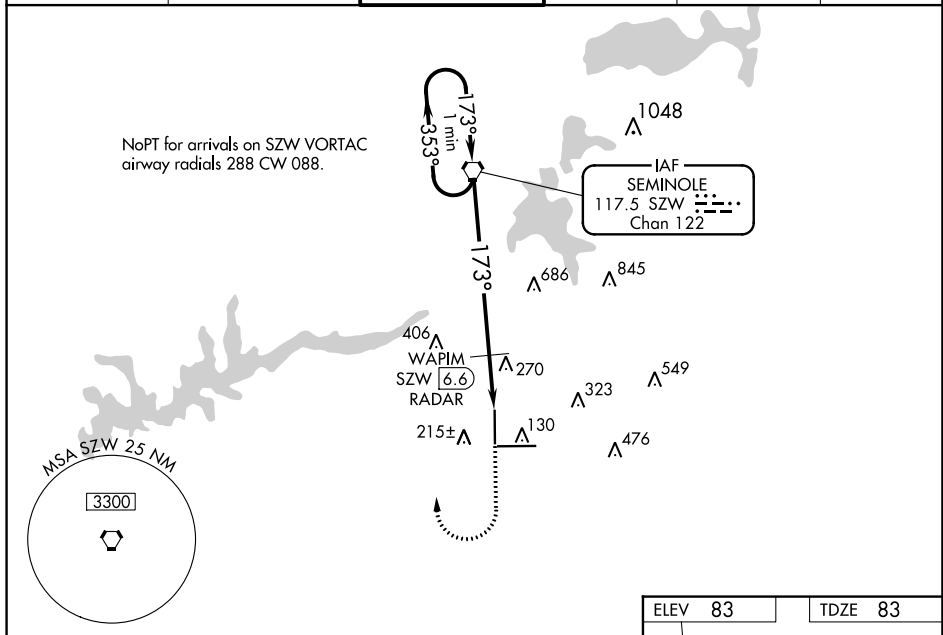 NoPT for arrivals on SZW VORTAC
airway radials 288 CW 088.
173°
1 min
353°
1048
IAF
SEMINOLE
117.5 SZW
Chan 122
173°
686
845
406
WAPIM
SZW 6.6
RADAR
270
549
323
215±
130
476
MSA SZW 25 NM
3300
ELEV 83
TDZE 83